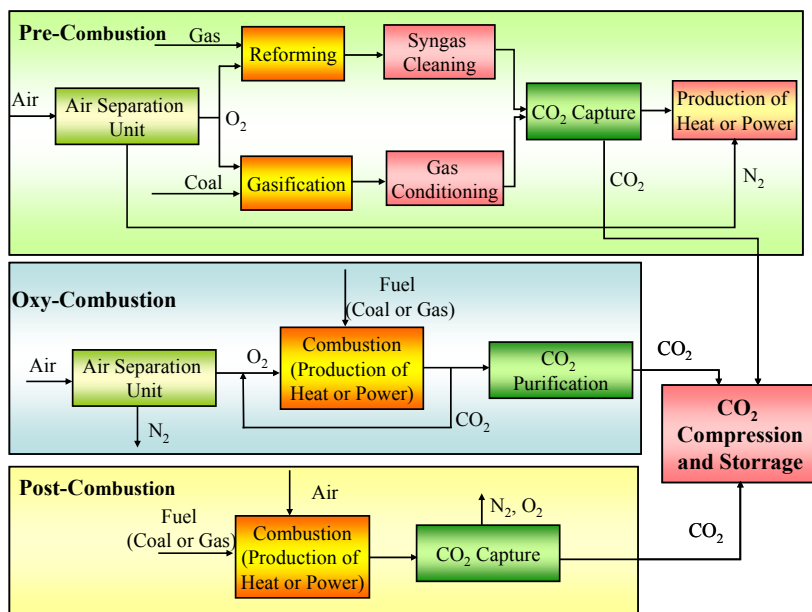 Pre-Combustion
Gas
Reforming
Syngas
Cleaning
Air
Air Separation
Unit
O₂
CO₂ Capture
Production of
Heat or Power
Coal
Gasification
Gas
Conditioning
CO₂
N₂
Oxy-Combustion
Fuel
(Coal or Gas)
Air
Air Separation
Unit
O₂
Combustion
(Production of
Heat or Power)
CO₂
Purification
CO₂
N₂
CO₂
CO₂
Compression
and Storrage
Post-Combustion
Air
Fuel
(Coal or Gas)
Combustion
(Production of
Heat or Power)
N₂, O₂
CO₂ Capture
CO₂